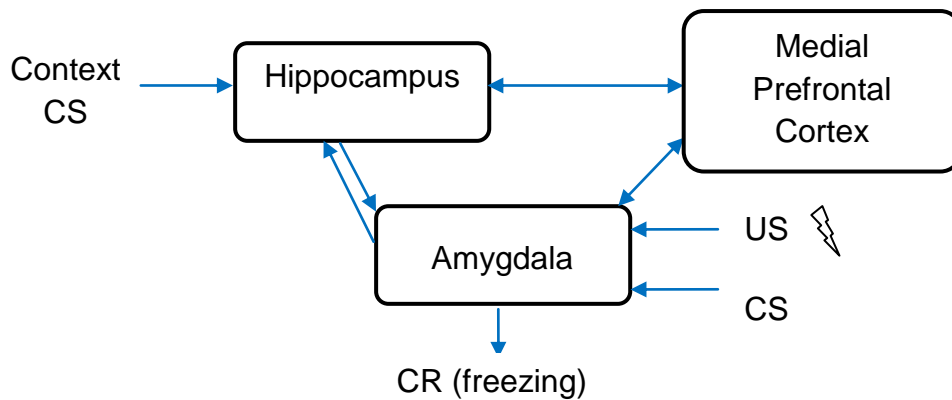 Context
CS
Hippocampus
Medial
Prefrontal
Cortex
Amygdala
US
CS
CR (freezing)